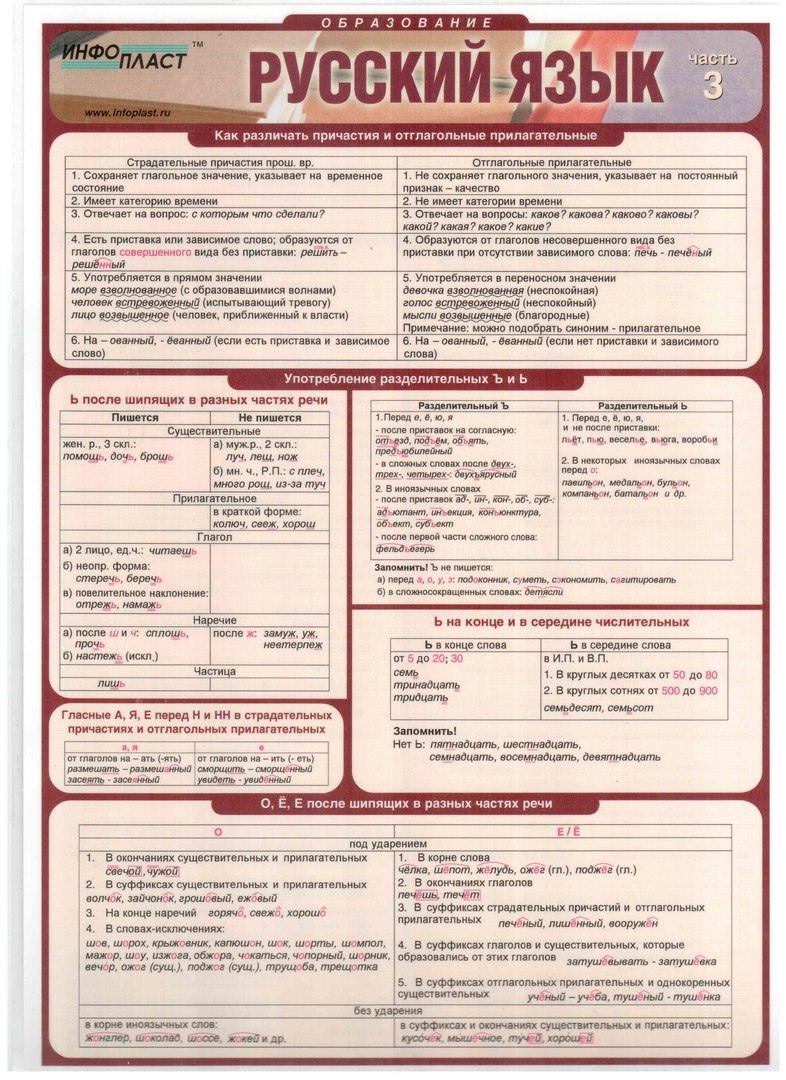 ОБРАЗОВАНИЕ
ИНФО
ПЛАСТ ™
www.infoplast.ru
РУССКИЙ ЯЗЫК
часть
3
Как различать причастия и отглагольные прилагательные
Страдательные причастия прош. вр.
1. Сохраняет глагольное значение, указывает на временное
состояние
2. Имеет категорию времени
3. Отвечает на вопрос: с которым что сделали?
4. Есть приставка или зависимое слово; образуются от
глаголов совершенного вида без приставки: решить –
решённый
5. Употребляется в прямом значении
море взволнованное (с образовавшимися волнами)
человек встревоженный (испытывающий тревогу)
лицо возвышенное (человек, приближенный к власти)
6. На – ованный, - ёванный (если есть приставка и зависимое
слово)
Отглагольные прилагательные
1. Не сохраняет глагольного значения, указывает на постоянный
признак – качество
2. Не имеет категории времени
3. Отвечает на вопросы: каков? какова? каково? каковы?
какой? какая? какое? какие?
4. Образуются от глаголов несовершенного вида без
приставки при отсутствии зависимого слова: печь - печёный
5. Употребляется в переносном значении
девочка взволнованная (неспокойная)
голос встревоженный (неспокойный)
мысли возвышенные (благородные)
Примечание: можно подобрать синоним - прилагательное
6. На – ованный, - ёванный (если нет приставки и зависимого
слова)
Употребление разделительных Ъ и Ь
Ь после шипящих в разных частях речи
Пишется
Не пишется
Существительные
жен. р., 3 скл.:
помощь, дочь, брошь
а) муж.р., 2 скл.:
луч, лещ, нож
б) мн. ч., Р.П.: с плеч,
много рощ, из-за туч
Прилагательное
в краткой форме:
колюч, свеж, хорош
Глагол
а) 2 лицо, ед.ч.: читаешь
б) неопр. форма:
стеречь, беречь
в) повелительное наклонение:
отрежь, намажь
Наречие
а) после ш и ч: сплошь,
прочь
б) настежь (искл.)
после ж: замуж, уж,
невтерпеж
Частица
лишь
Разделительный Ъ
1.Перед е, ё, ю, я
- после приставок на согласную:
отъезд, подъём, объять,
предъюбилейный
- в сложных словах после двух-,
трех-, четырех-: двухъярусный
2. В иноязычных словах
- после приставок ад-, ин-, кон-, об-, суб-:
адъютант, инъекция, конъюнктура,
объект, субъект
- после первой части сложного слова:
фельдъегерь
Разделительный Ь
1. Перед е, ё, ю, я,
и не после приставки:
льёт, пью, веселье, вьюга, воробьи
2. В некоторых иноязычных словах
перед о:
павильон, медальон, бульон,
компаньон, батальон и др.
Запомнить! Ъ не пишется:
а) перед а, о, у, э: подоконник, суметь, сэкономить, сагитировать
б) в сложносокращенных словах: детясли
Ь на конце и в середине числительных
Ь в конце слова
от 5 до 20; 30
семь
тринадцать
тридцать
Ь в середине слова
в И.П. и В.П.
1. В круглых десятках от 50 до 80
2. В круглых сотнях от 500 до 900
семьдесят, семьсот
Запомнить!
Нет Ь: пятнадцать, шестнадцать,
семнадцать, восемнадцать, девятнадцать
Гласные А, Я, Е перед Н и НН в страдательных
причастиях и отглагольных прилагательных
а, я
от глаголов на – ать (-ять)
размешать – размешанный
засеять - засеянный
е
от глаголов на – ить (- еть)
сморщить – сморщенный
увидеть - увиденный
О, Ё, Е после шипящих в разных частях речи
О
Е / Ё
под ударением
1. В окончаниях существительных и прилагательных
свечой, чужой
2. В суффиксах существительных и прилагательных
волчок, зайчонок, грошовый, ежовый
3. На конце наречий горячо, свежо, хорошо
4. В словах-исключениях:
шов, шорох, крыжовник, капюшон, шок, шорты, шомпол,
мажор, шоу, изжога, обжора, чокаться, чопорный, шорник,
вечор, ожог (сущ.), поджог (сущ.), трущоба, трещотка
1. В корне слова
чёлка, шёпот, жёлудь, ожёг (гл.), поджёг (гл.)
2. В окончаниях глаголов
печёшь, течёт
3. В суффиксах страдательных причастий и отглагольных
прилагательных печёный, лишённый, вооружён
4. В суффиксах глаголов и существительных, которые
образовались от этих глаголов затушёвывать - затушёвка
5. В суффиксах отглагольных прилагательных и однокоренных
существительных учёный – учёба, тушёный - тушёнка
без ударения
в корне иноязычных слов:
жонглер, шоколад, шоссе, жокей и др.
в суффиксах и окончаниях существительных и прилагательных:
кусочек, мышечное, тучей, хорошей